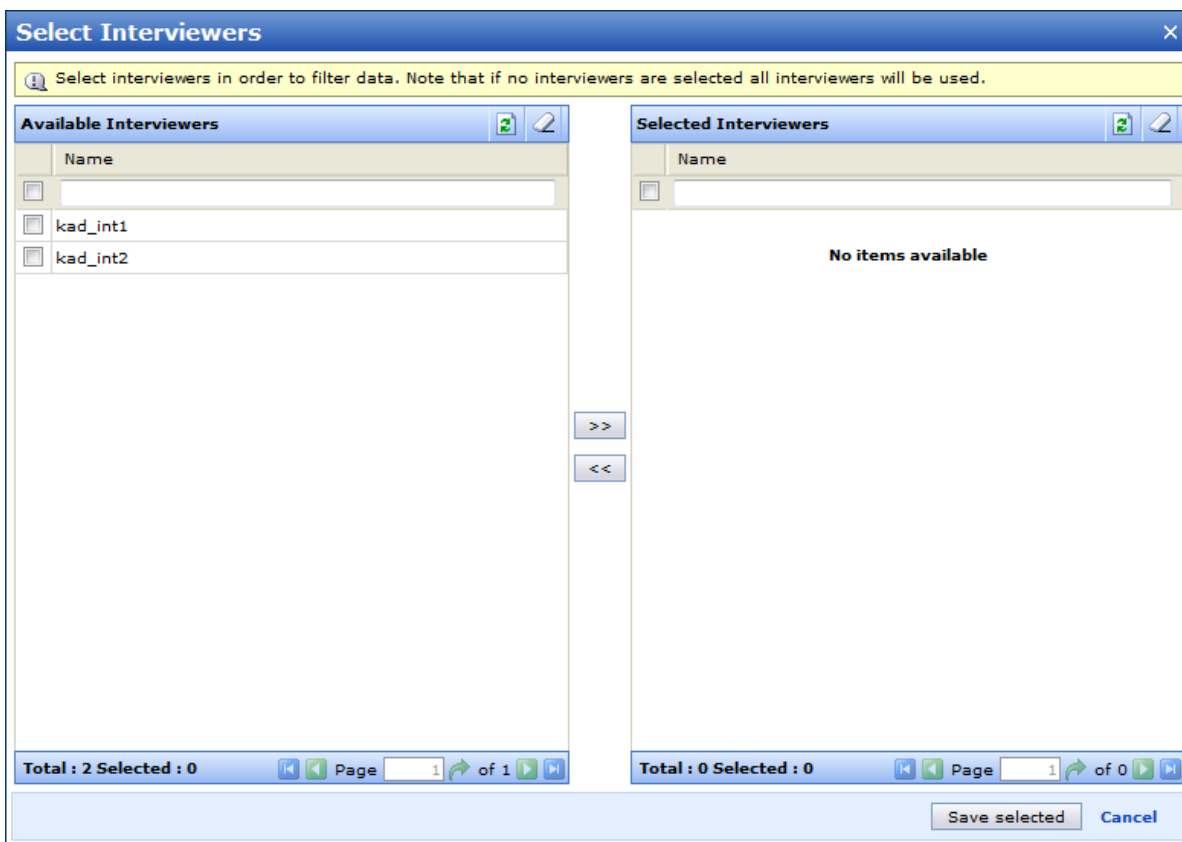 Select Interviewers
Select interviewers in order to filter data. Note that if no interviewers are selected all interviewers will be used.
Available Interviewers
Name
kad_int1
kad_int2
Total : 2 Selected : 0
Page 1 of 1
>>
<<
Selected Interviewers
Name
No items available
Total : 0 Selected : 0
Page 1 of 0
Save selected
Cancel